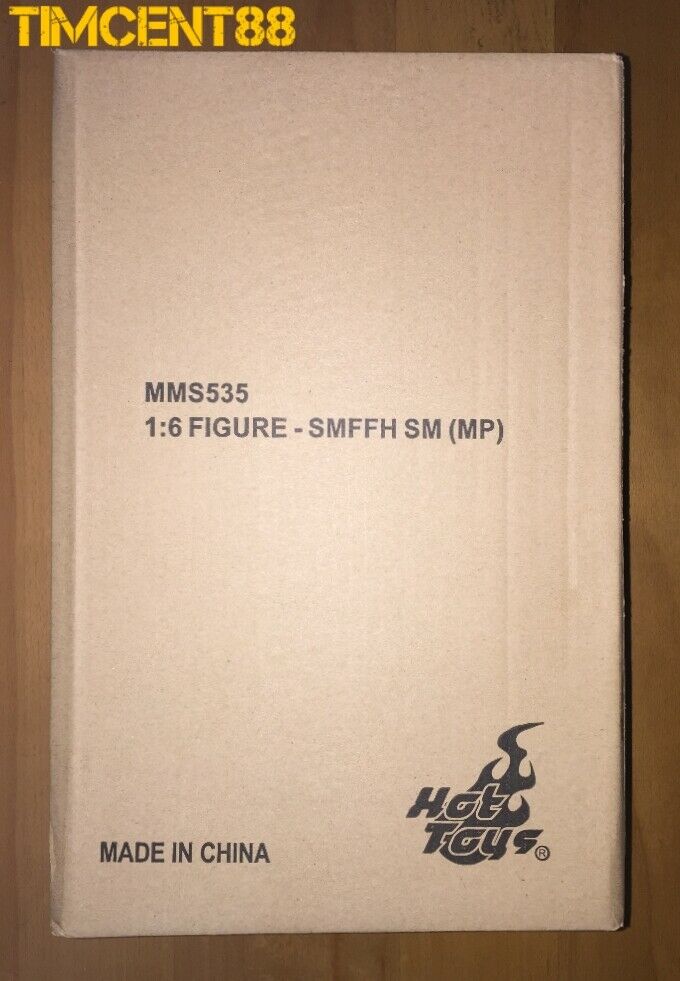 TIMCENT88
MMS535
1:6 FIGURE - SMFFH SM (MP)
Hot
Toys®
MADE IN CHINA